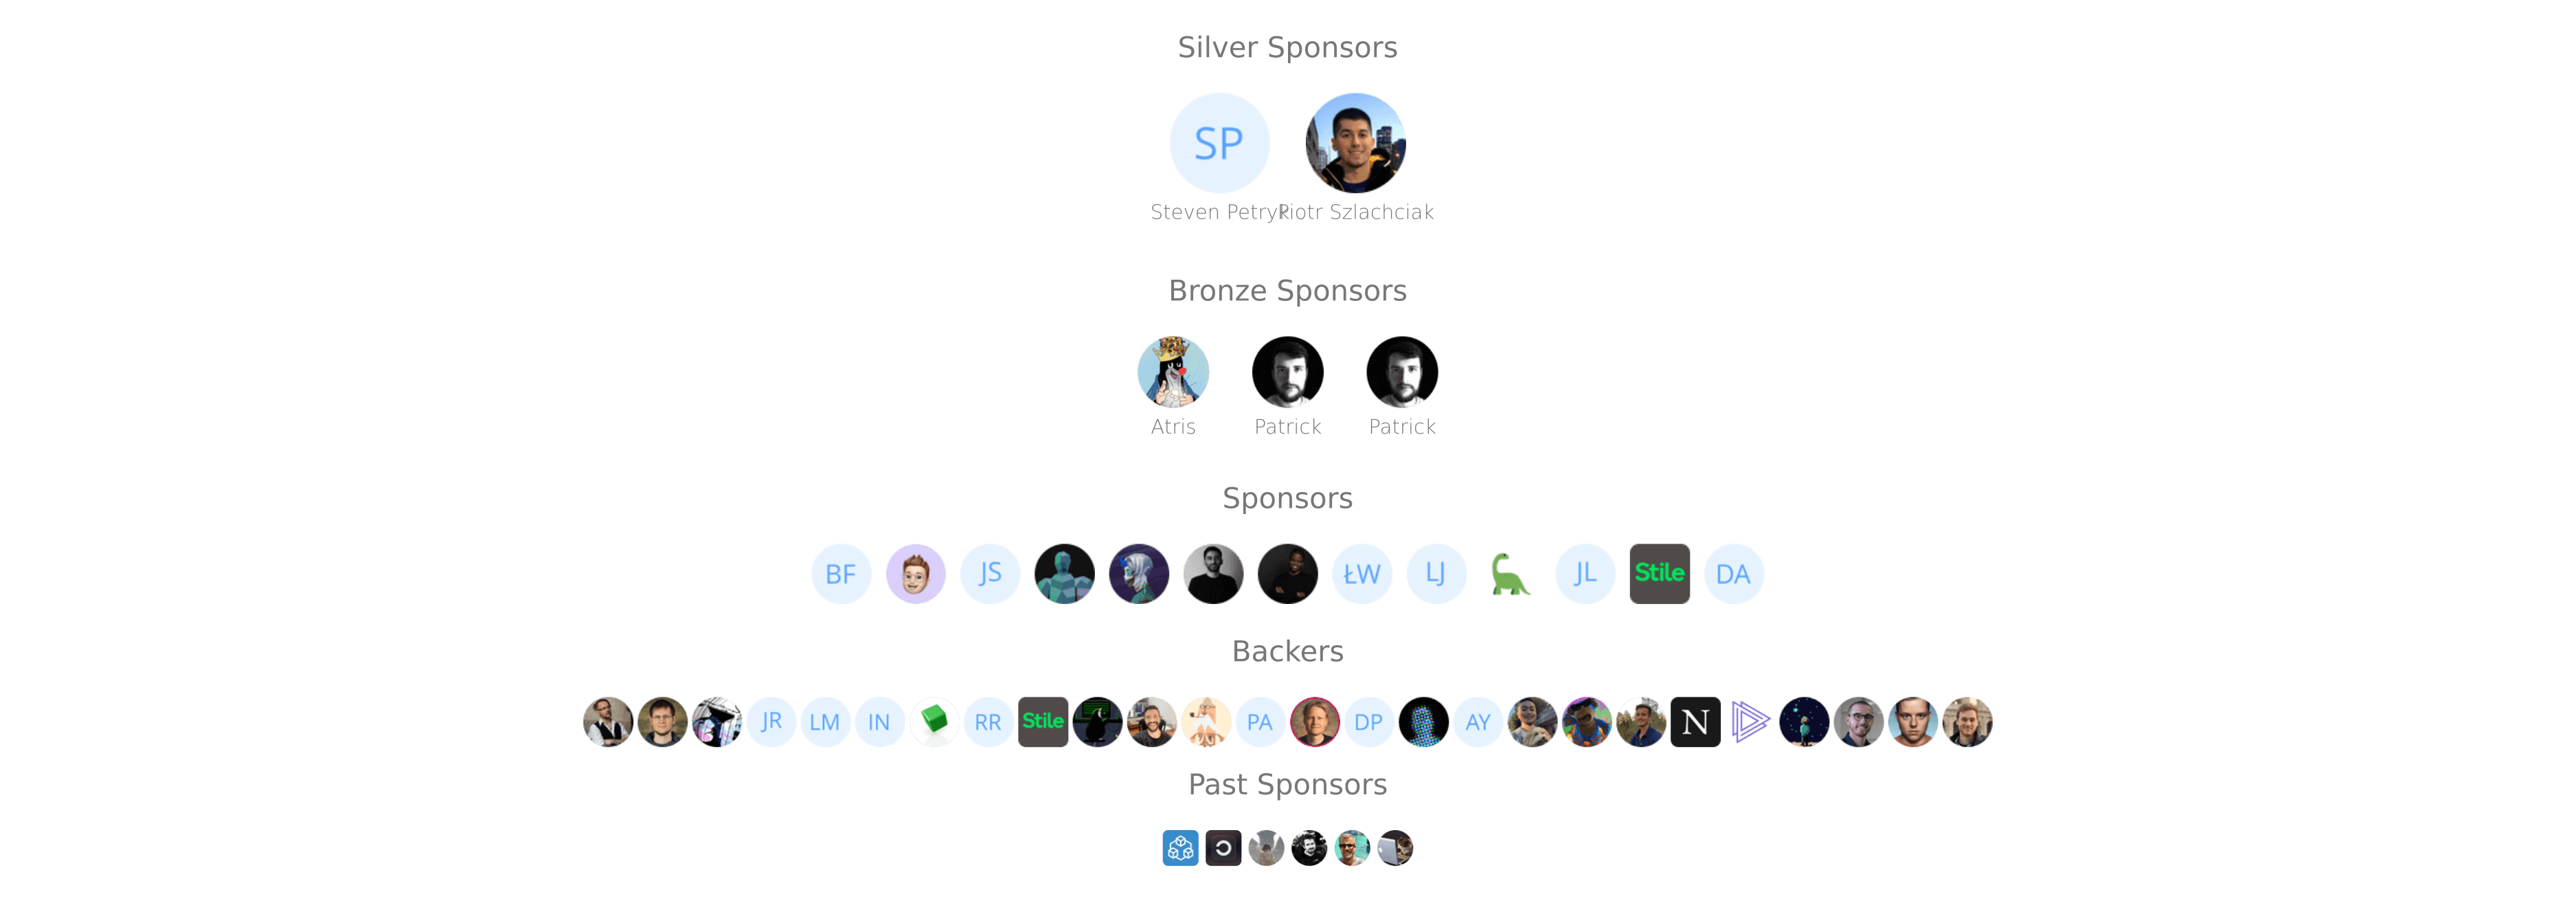 Silver Sponsors
SP
Steven Petryk Piotr Szlachciak
Bronze Sponsors
Atris Patrick Patrick
Sponsors
BF JS ŁW LJ JL Stile DA
Backers
JR LM IN RR Stile PA DP AY N
Past Sponsors